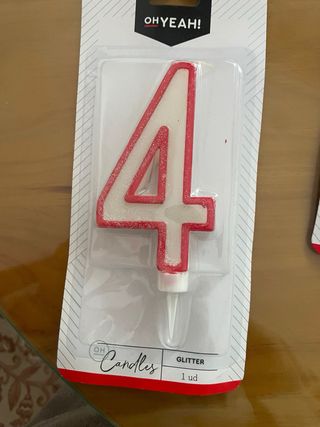 OH YEAH!
4
OH
Candles
GLITTER
1 ud